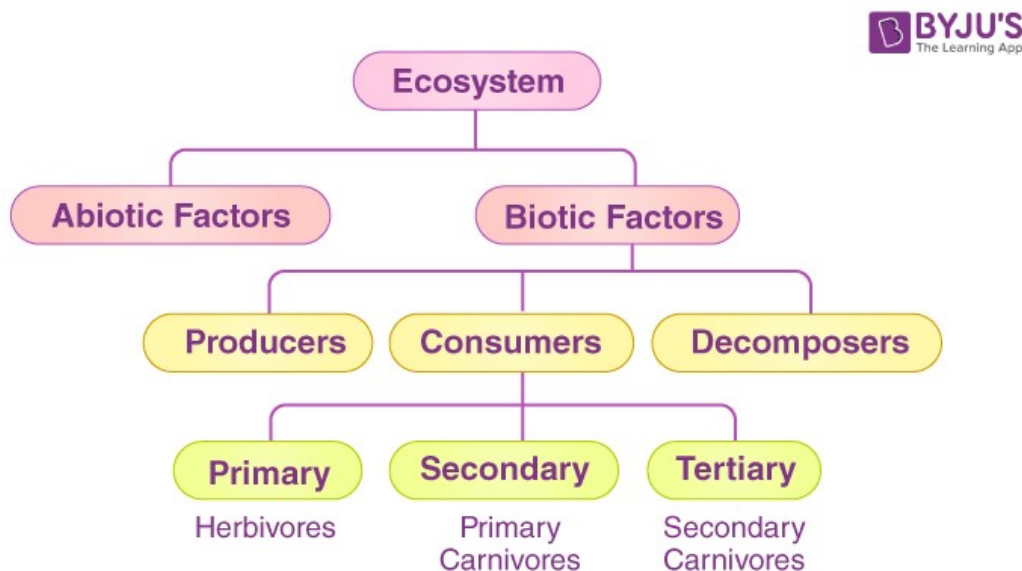 BYJU'S
The Learning App
Ecosystem
Abiotic Factors
Biotic Factors
Producers
Consumers
Decomposers
Primary
Secondary
Tertiary
Herbivores
Primary
Carnivores
Secondary
Carnivores